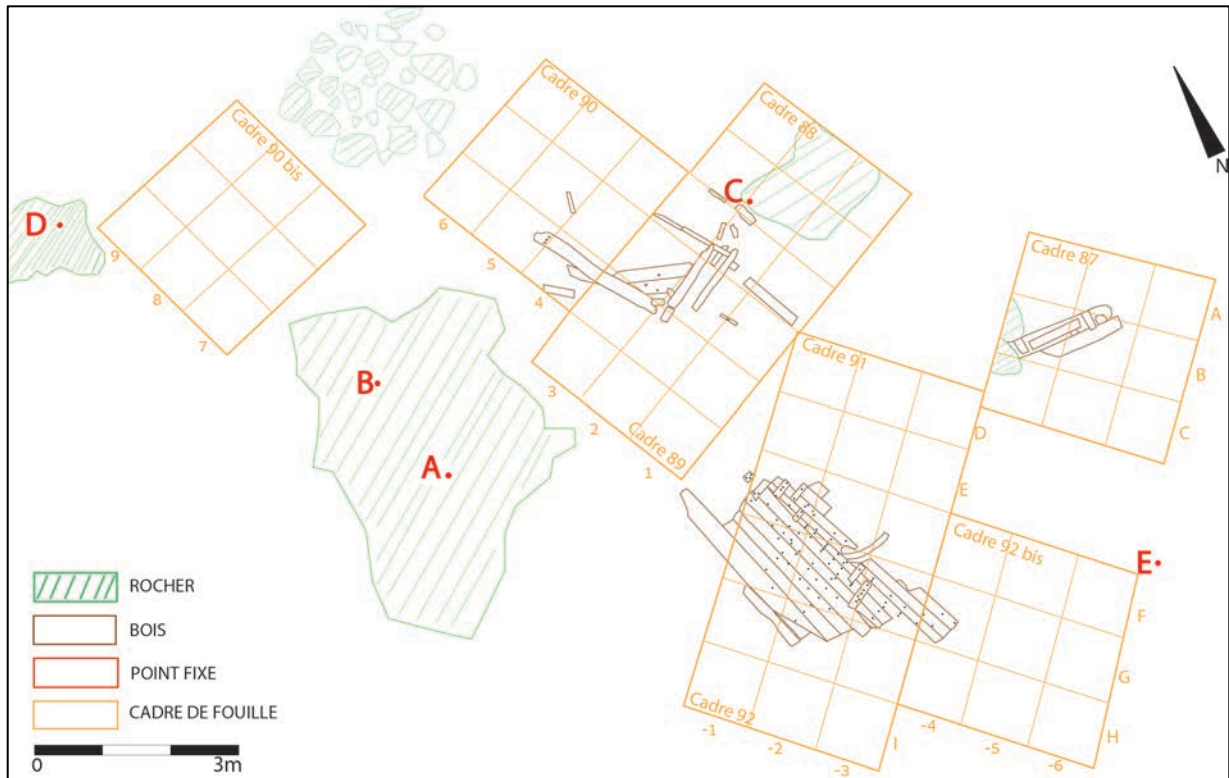 Cadre 90
Cadre 88
Cadre 90 bis
N
C
D
6
Cadre 87
9
5
A
8
4
7
B
Cadre 91
3
B
2
Cadre 89
C
D
1
A
E
Cadre 92 bis
E
F
ROCHER
BOIS
G
POINT FIXE
CADRE DE FOUILLE
Cadre 92
-1
-2
-3
I
-4
-5
-6
H
0
3m